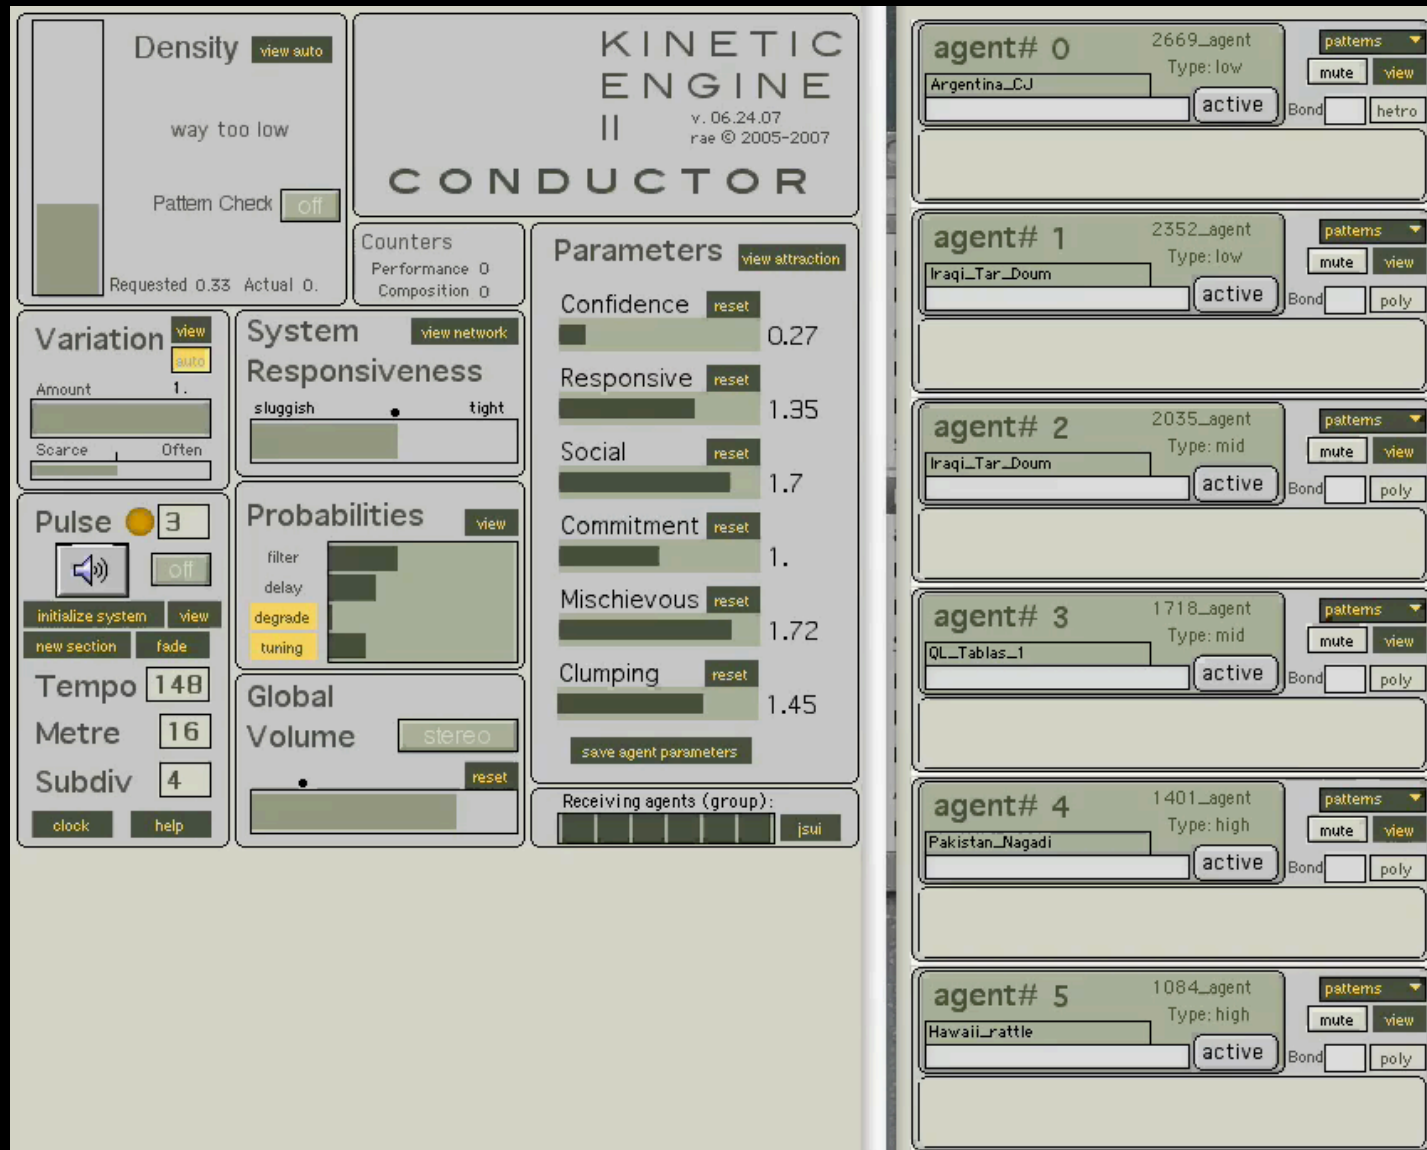 Density view auto
way too low
Pattern Check off
Requested 0.33 Actual 0.
KINETIC
ENGINE
II v. 06.24.07
rae © 2005-2007
CONDUCTOR
Counters
Performance 0
Composition 0
Variation view
auto
Amount 1.
Scarce Often
System view network
Responsiveness
sluggish tight
Pulse 3
off
initialize system view
new section fade
Tempo 148
Metre 16
Subdiv 4
clock help
Probabilities view
filter
delay
degrade
tuning
Global
Volume stereo
reset
Parameters view attraction
Confidence reset
0.27
Responsive reset
1.35
Social reset
1.7
Commitment reset
1.
Mischievous reset
1.72
Clumping reset
1.45
save agent parameters
Receiving agents (group):
jsui
agent# 0 2669_agent patterns
Type: low mute view
Argentina_CJ
active Bond hetro
agent# 1 2352_agent patterns
Type: low mute view
Iraqi_Tar_Doum
active Bond poly
agent# 2 2035_agent patterns
Type: mid mute view
Iraqi_Tar_Doum
active Bond poly
agent# 3 1718_agent patterns
Type: mid mute view
QL_Tablas_1
active Bond poly
agent# 4 1401_agent patterns
Type: high mute view
Pakistan_Nagadi
active Bond poly
agent# 5 1084_agent patterns
Type: high mute view
Hawaii_rattle
active Bond poly